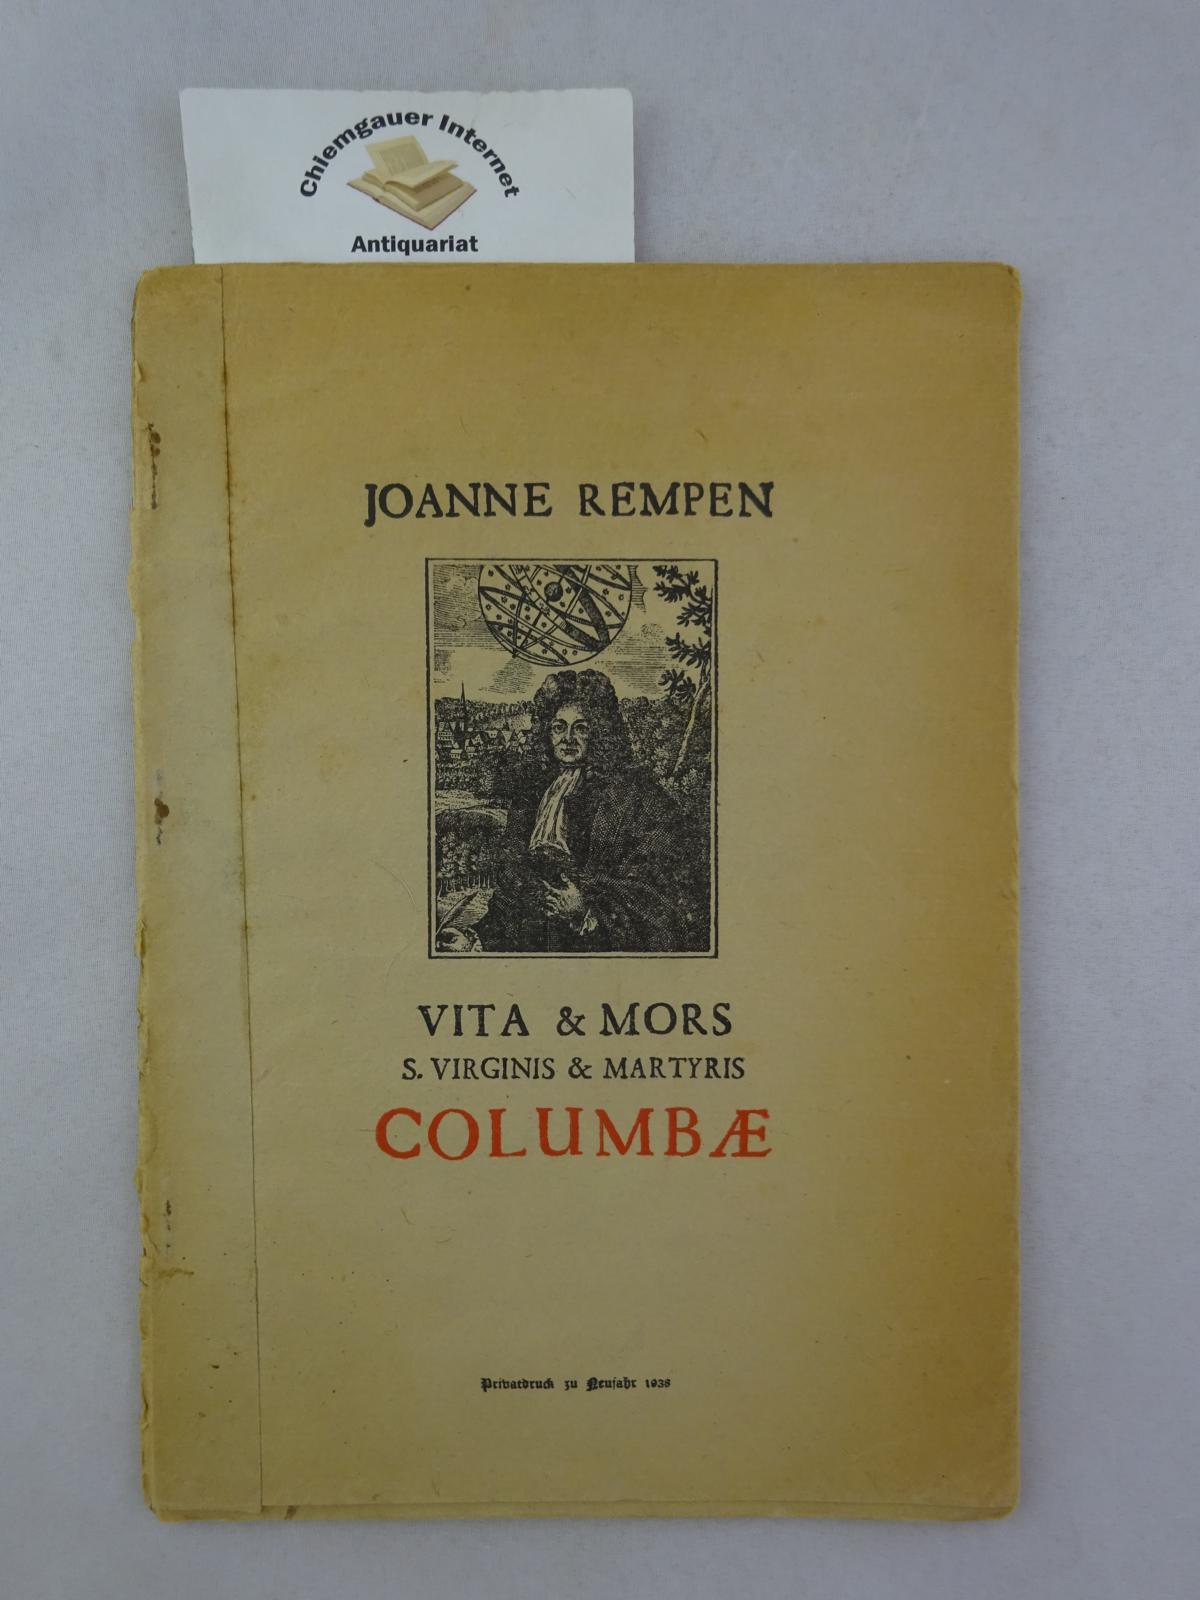 Chiemgauer Internet
Antiquariat
JOANNE REMPEN
VITA & MORS
S. VIRGINIS & MARTYRIS
COLUMBÆ
Privatdruck zu Neujahr 1938